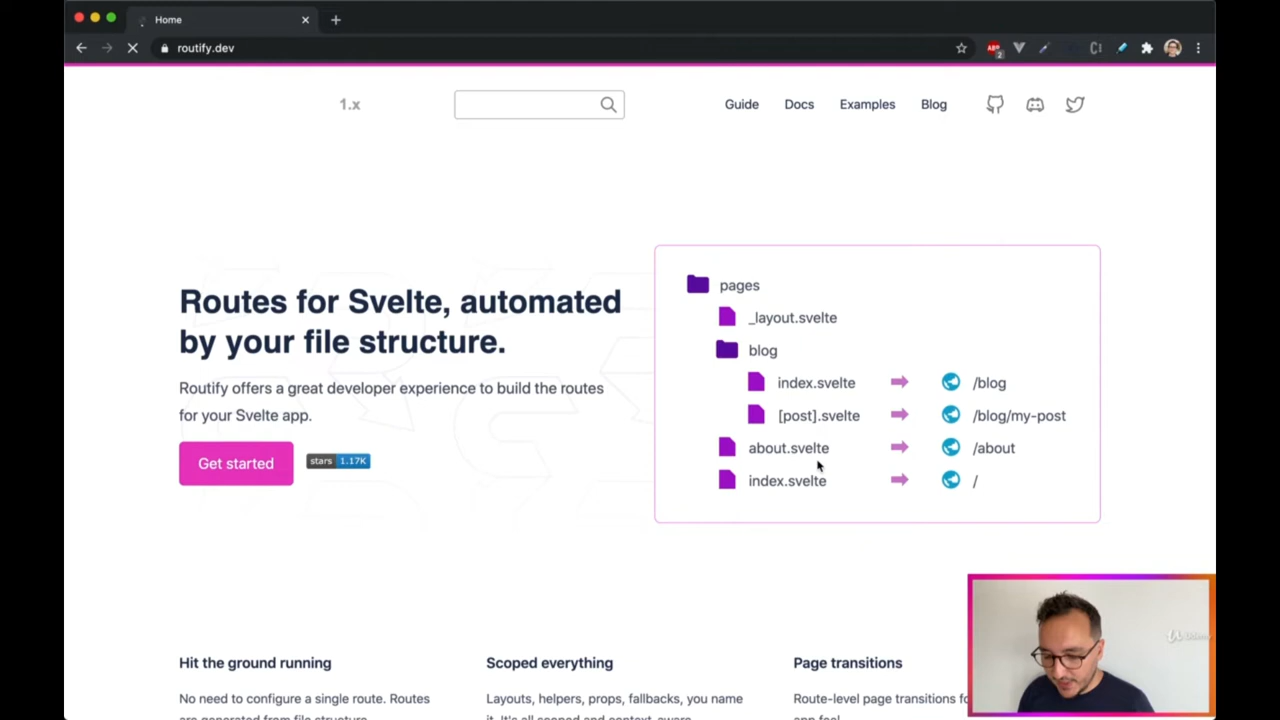 Home
routify.dev
ABP
2
1.x
Guide
Docs
Examples
Blog
Routes for Svelte, automated
by your file structure.
Routify offers a great developer experience to build the routes
for your Svelte app.
Get started
stars 1.17K
pages
_layout.svelte
blog
index.svelte
/blog
[post].svelte
/blog/my-post
about.svelte
/about
index.svelte
/
Hit the ground running
No need to configure a single route. Routes
are generated from file structure
Scoped everything
Layouts, helpers, props, fallbacks, you name
it. It's all scoped and context-aware
Page transitions
Route-level page transitions
app feel
Udemy